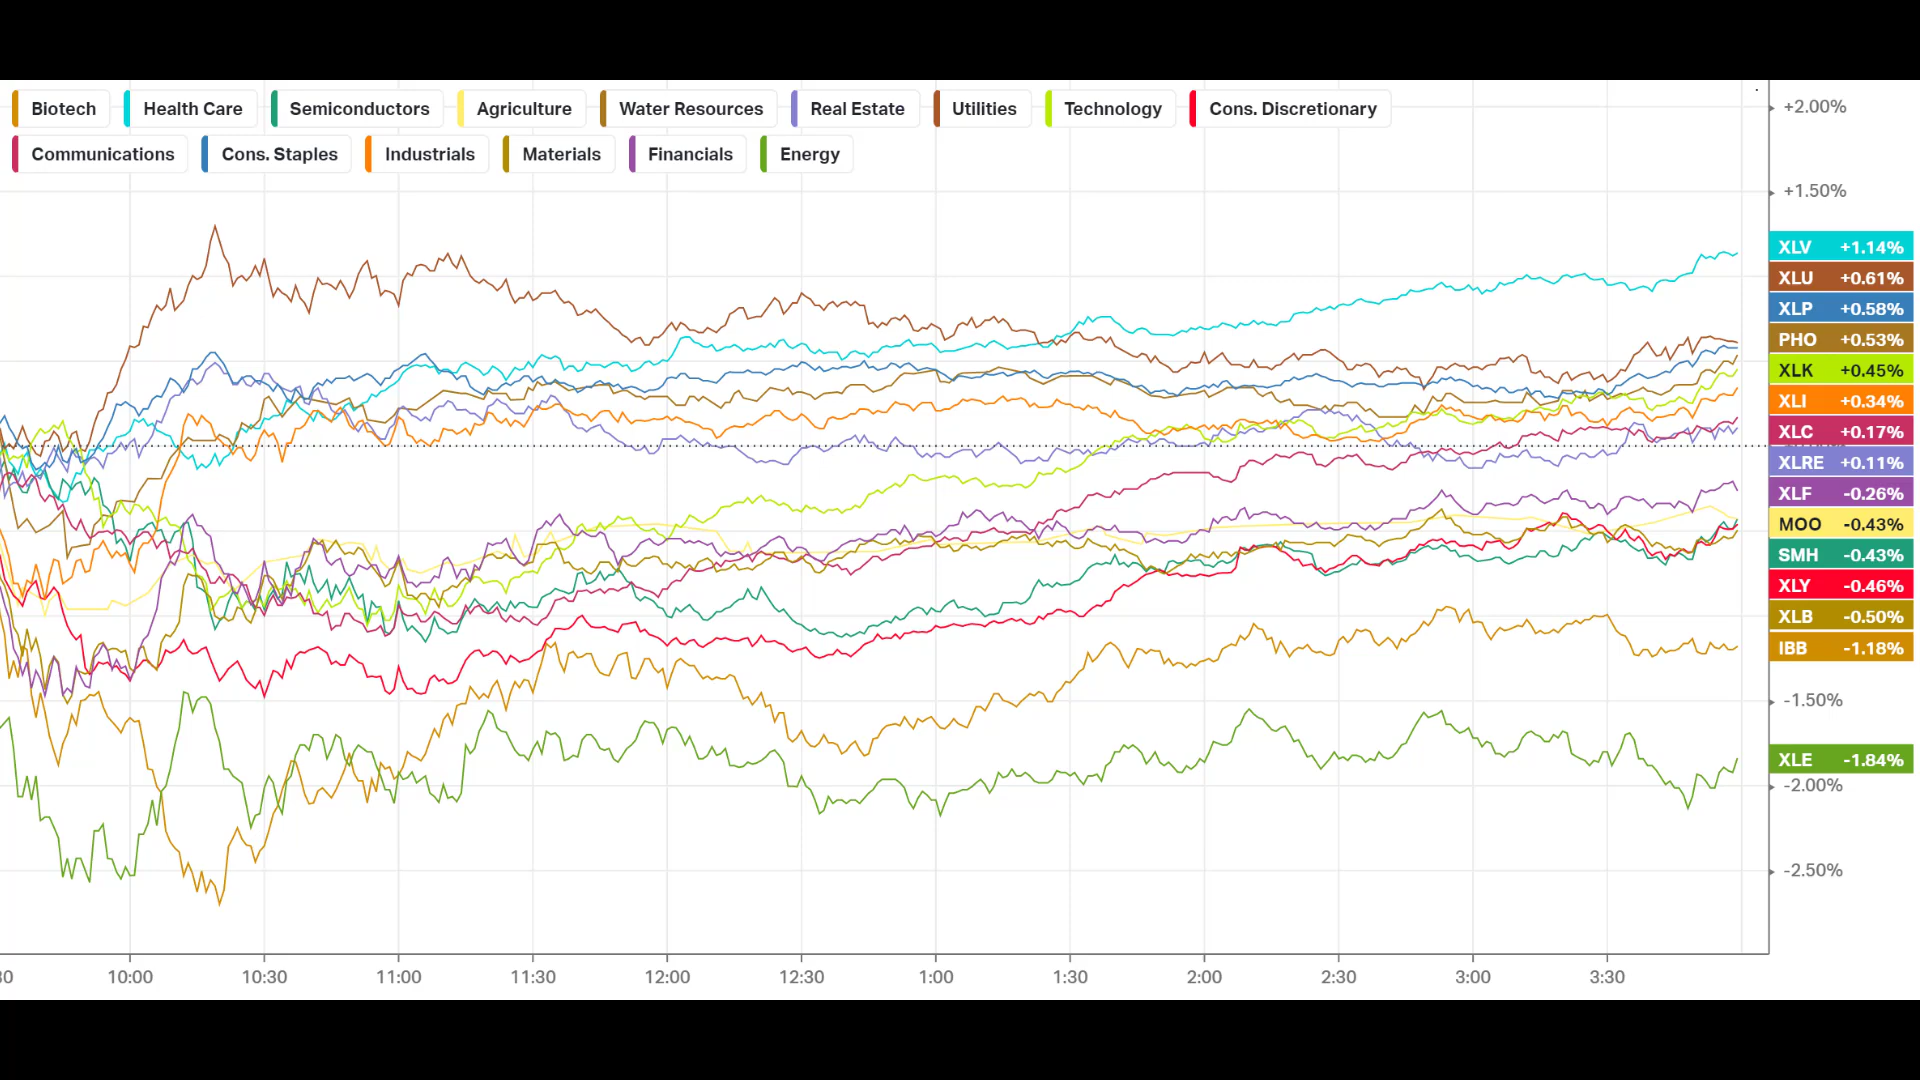 Biotech Health Care Semiconductors Agriculture Water Resources Real Estate Utilities Technology Cons. Discretionary
Communications Cons. Staples Industrials Materials Financials Energy
+2.00%
+1.50%
XLV +1.14%
XLU +0.61%
XLP +0.58%
PHO +0.53%
XLK +0.45%
XLI +0.34%
XLC +0.17%
XLRE +0.11%
XLF -0.26%
MOO -0.43%
SMH -0.43%
XLY -0.46%
XLB -0.50%
IBB -1.18%
-1.50%
XLE -1.84%
-2.00%
-2.50%
30 10:00 10:30 11:00 11:30 12:00 12:30 1:00 1:30 2:00 2:30 3:00 3:30